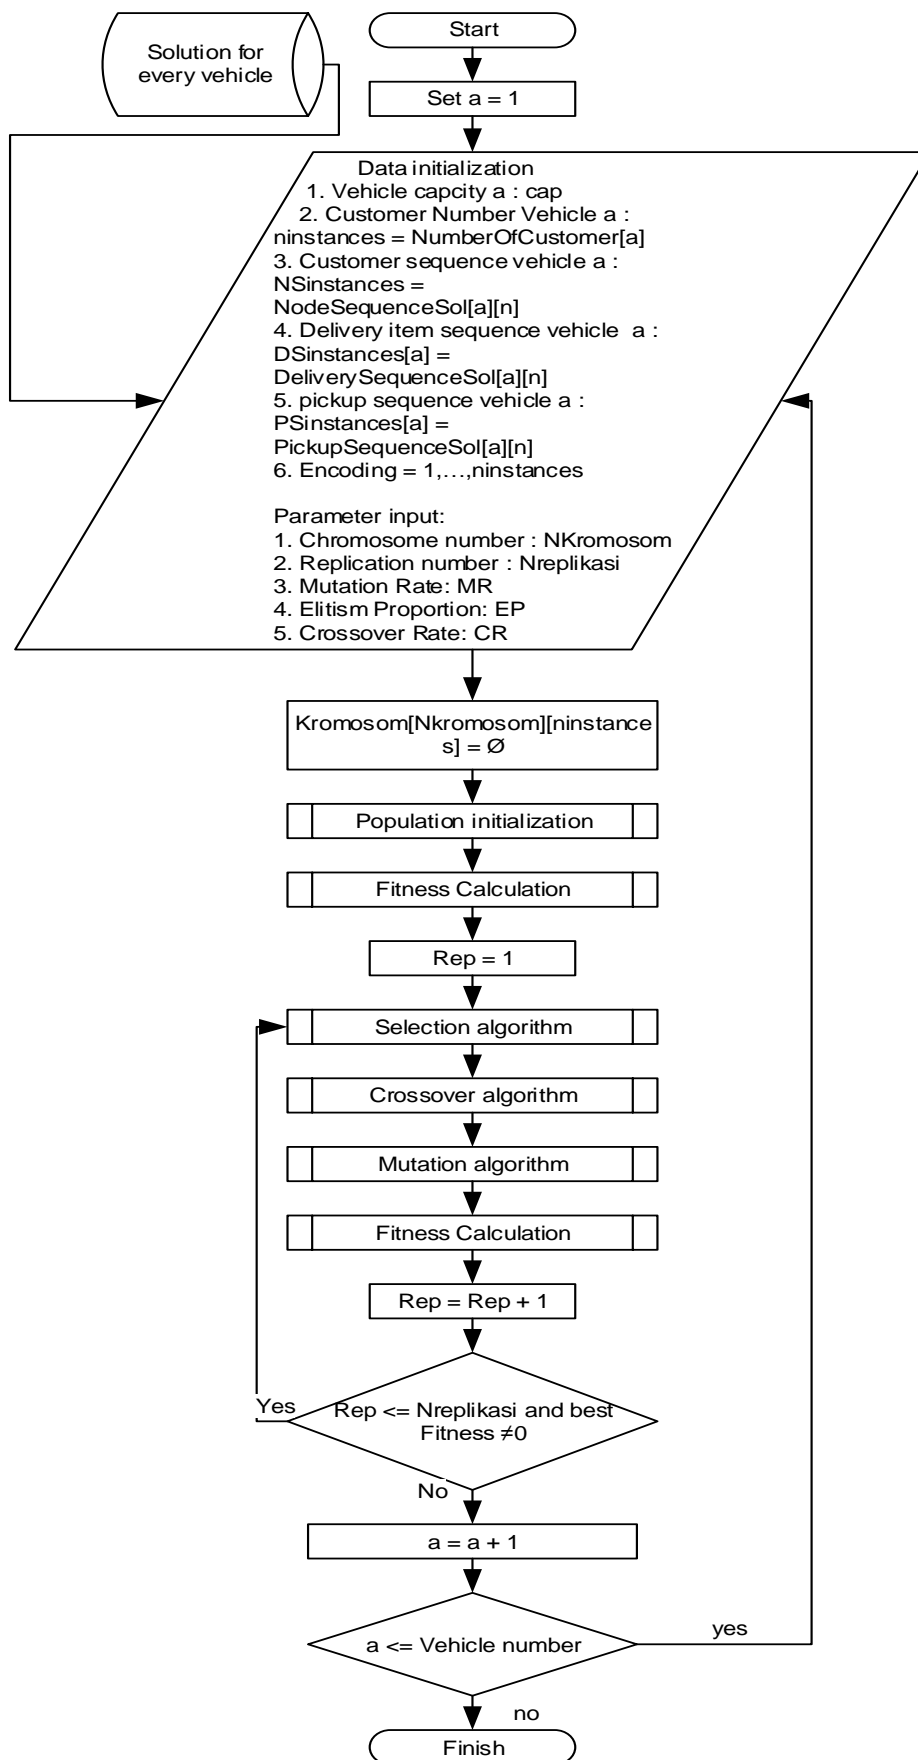 Solution for
every vehicle
Start
Set a = 1
Data initialization
1. Vehicle capcity a : cap
2. Customer Number Vehicle a :
ninstances = NumberOfCustomer[a]
3. Customer sequence vehicle a :
NSinstances =
NodeSequenceSol[a][n]
4. Delivery item sequence vehicle a :
DSinstances[a] =
DeliverySequenceSol[a][n]
5. pickup sequence vehicle a :
PSinstances[a] =
PickupSequenceSol[a][n]
6. Encoding = 1,...,ninstances
Parameter input:
1. Chromosome number : NKromosom
2. Replication number : Nreplikasi
3. Mutation Rate: MR
4. Elitism Proportion: EP
5. Crossover Rate: CR
Kromosom[Nkromosom][ninstance
s] = Ø
Population initialization
Fitness Calculation
Rep = 1
Selection algorithm
Crossover algorithm
Mutation algorithm
Fitness Calculation
Rep = Rep + 1
Yes
Rep <= Nreplikasi and best
Fitness ≠0
No
a = a + 1
a <= Vehicle number
yes
no
Finish